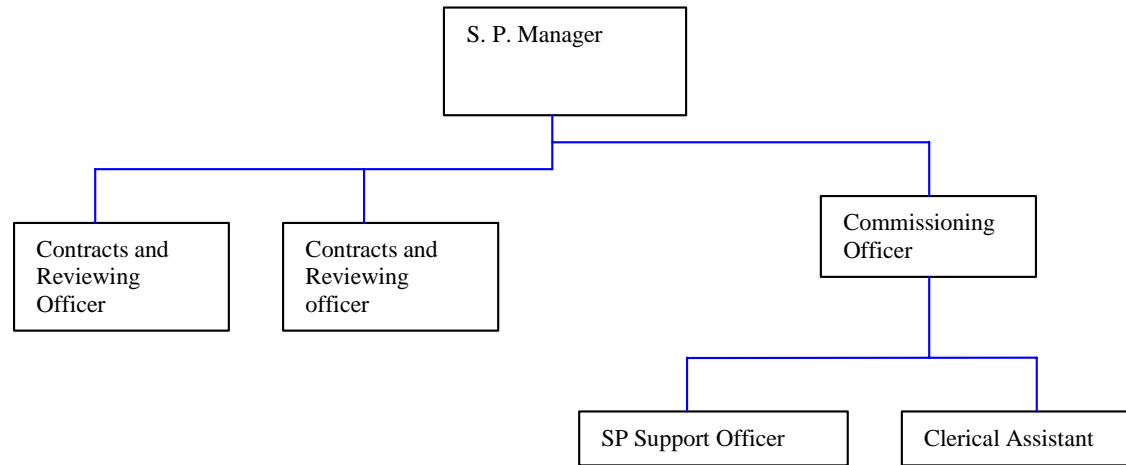 S. P. Manager
Contracts and
Reviewing
Officer
Contracts and
Reviewing
officer
Commissioning
Officer
SP Support Officer
Clerical Assistant